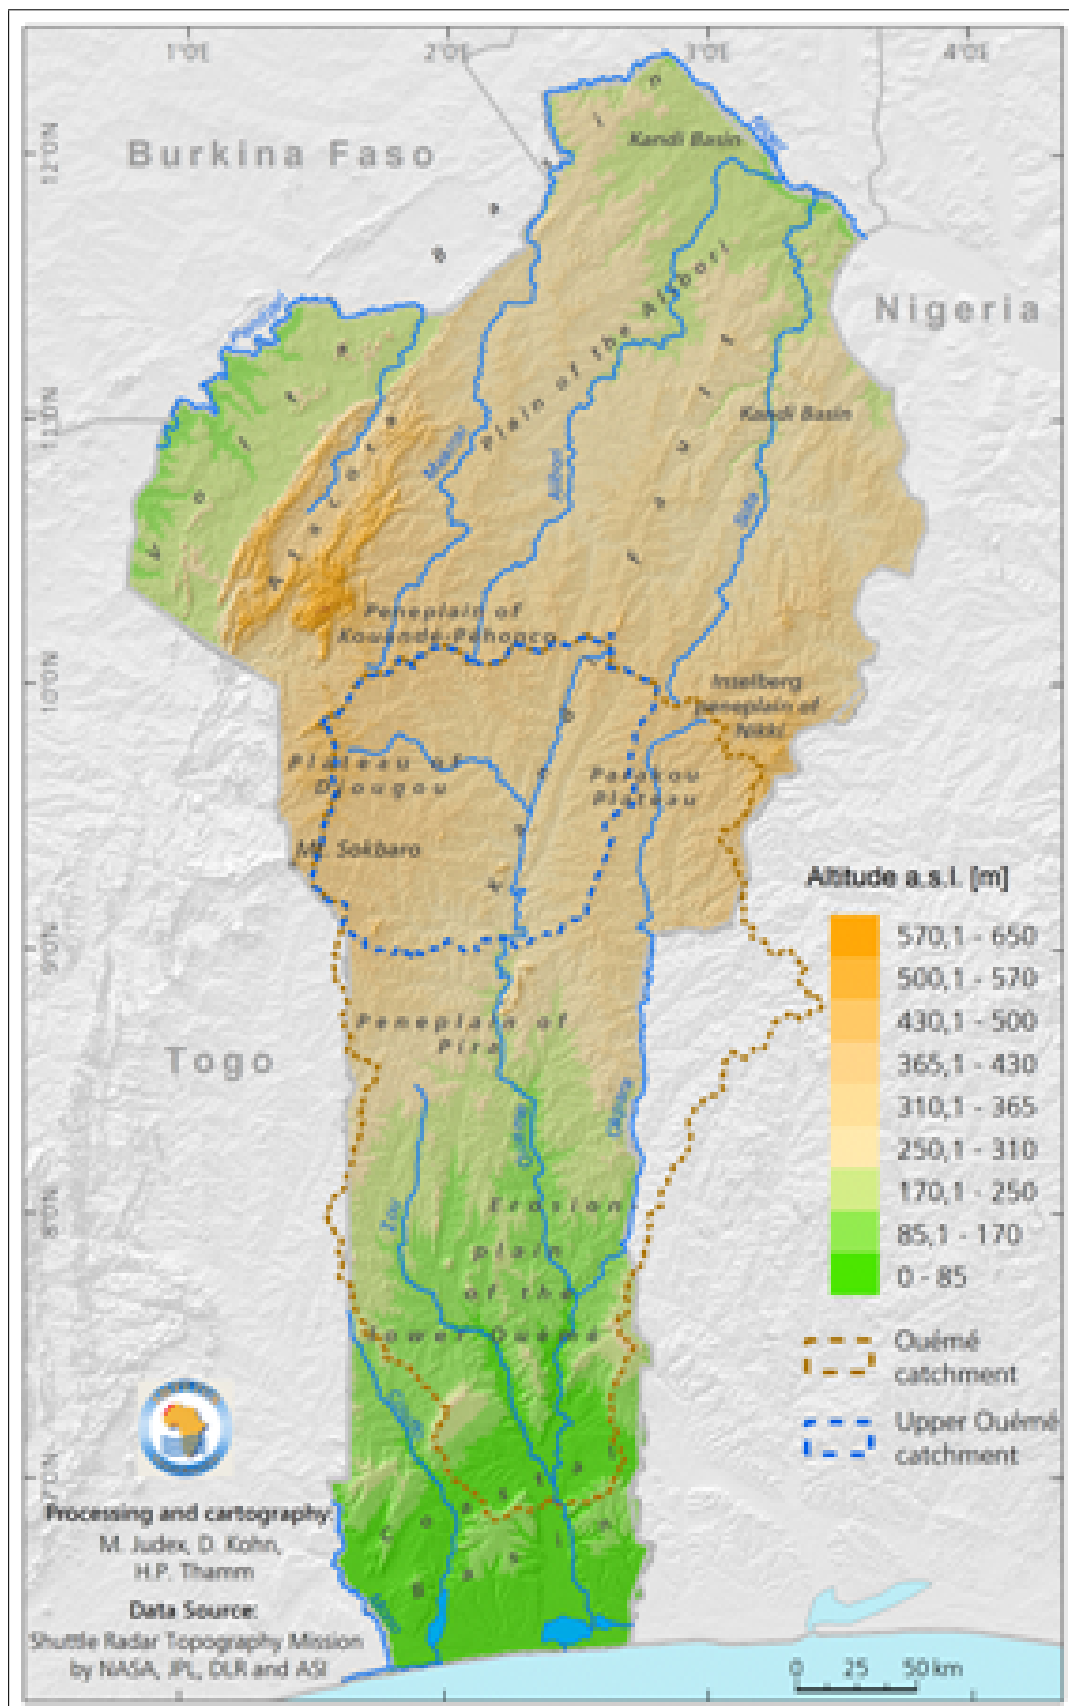 1°0'E 2°0'E 3°0'E 4°0'E
12°0'N
11°0'N
10°0'N
9°0'N
8°0'N
7°0'N
Burkina Faso
Kandi Basin
Nigeria
Plain of the Alibori
Kandi Basin
Mekrou
Alibori
Sota
Atacora
Peneplain of
Kouandé-Péhonco
Inselberg
peneplain of
Nikki
Plateau of
Djougou
Parakou
Plateau
Mt. Sokbaro
Togo
Peneplain of
Pira
Ouémé
Okpara
Zou
Erosion
plain
of the
Lower Ouémé
Couffo
Coastal
Basin
Mono
Altitude a.s.l. [m]
570,1 - 650
500,1 - 570
430,1 - 500
365,1 - 430
310,1 - 365
250,1 - 310
170,1 - 250
85,1 - 170
0 - 85
Ouémé
catchment
Upper Ouémé
catchment
Processing and cartography:
M. Judex, D. Kohn,
H.P. Thamm
Data Source:
Shuttle Radar Topography Mission
by NASA, JPL, DLR and ASI
0 25 50 km